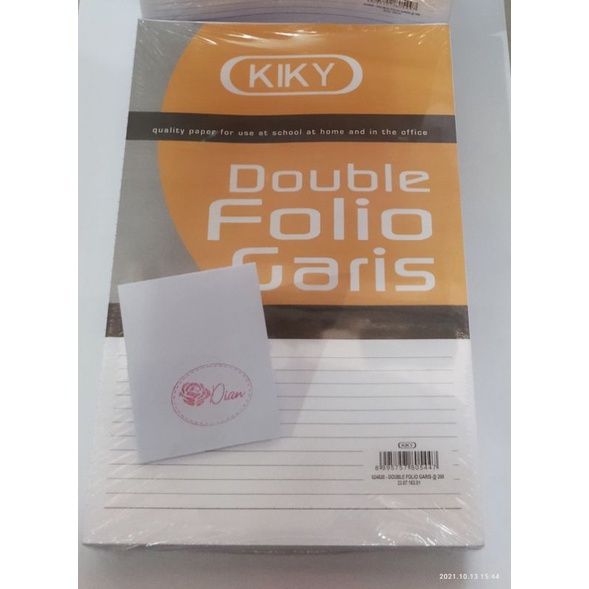 KIKY
quality paper for use at school at home and in the office
Double
Folio
Garis
Dian
KIKY
DOUBLE FOLIO GARIS @ 200
2021.10.13 15:44